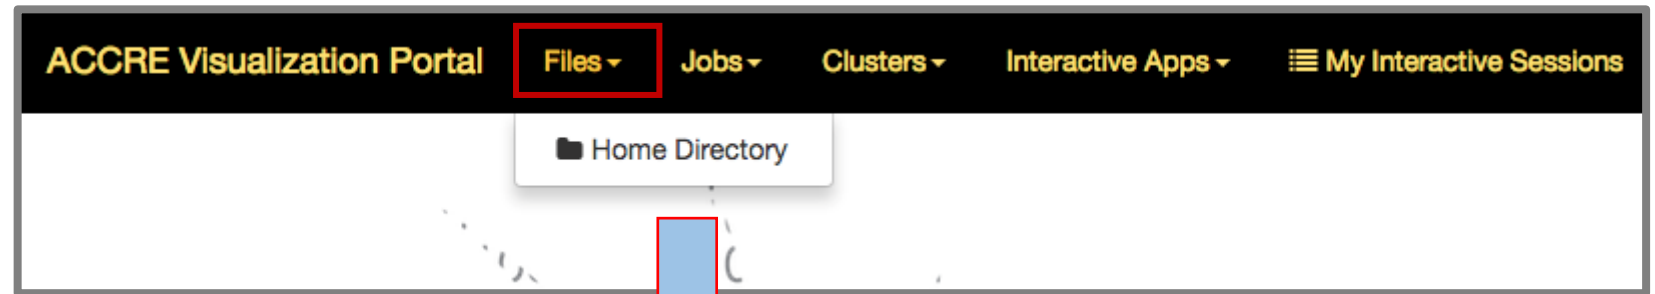 ACCRE Visualization Portal Files Jobs Clusters Interactive Apps My Interactive Sessions
Home Directory